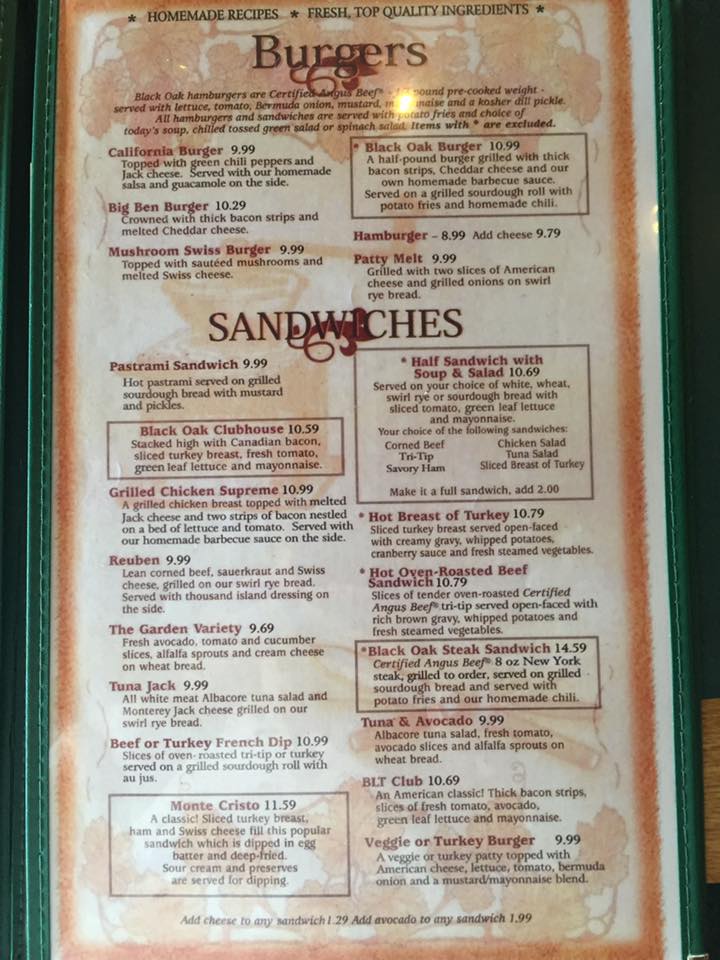 * HOMEMADE RECIPES * FRESH, TOP QUALITY INGREDIENTS *
Burgers
Black Oak hamburgers are Certified Angus Beef® - pound pre-cooked weight -
served with lettuce, tomato, Bermuda onion, mustard, mayonnaise and a kosher dill pickle.
All hamburgers and sandwiches are served with potato fries and choice of
today's soup, chilled tossed green salad or spinach salad. Items with * are excluded.
California Burger 9.99
Topped with green chili peppers and
Jack cheese. Served with our homemade
salsa and guacamole on the side.
Big Ben Burger 10.29
Crowned with thick bacon strips and
melted Cheddar cheese.
Mushroom Swiss Burger 9.99
Topped with sautéed mushrooms and
melted Swiss cheese.
* Black Oak Burger 10.99
A half-pound burger grilled with thick
bacon strips, Cheddar cheese and our
own homemade barbecue sauce.
Served on a grilled sourdough roll with
potato fries and homemade chili.
Hamburger – 8.99 Add cheese 9.79
Patty Melt 9.99
Grilled with two slices of American
cheese and grilled onions on swirl
rye bread.
SANDWICHES
Pastrami Sandwich 9.99
Hot pastrami served on grilled
sourdough bread with mustard
and pickles.
Black Oak Clubhouse 10.59
Stacked high with Canadian bacon,
sliced turkey breast, fresh tomato,
green leaf lettuce and mayonnaise.
Grilled Chicken Supreme 10.99
A grilled chicken breast topped with melted
Jack cheese and two strips of bacon nestled
on a bed of lettuce and tomato. Served with
our homemade barbecue sauce on the side.
Reuben 9.99
Lean corned beef, sauerkraut and Swiss
cheese, grilled on our swirl rye bread.
Served with thousand island dressing on
the side.
The Garden Variety 9.69
Fresh avocado, tomato and cucumber
slices, alfalfa sprouts and cream cheese
on wheat bread.
Tuna Jack 9.99
All white meat Albacore tuna salad and
Monterey Jack cheese grilled on our
swirl rye bread.
Beef or Turkey French Dip 10.99
Slices of oven- roasted tri-tip or turkey
served on a grilled sourdough roll with
au jus.
Monte Cristo 11.59
A classic! Sliced turkey breast,
ham and Swiss cheese fill this popular
sandwich which is dipped in egg
batter and deep-fried.
Sour cream and preserves
are served for dipping.
* Half Sandwich with
Soup & Salad 10.69
Served on your choice of white, wheat,
swirl rye or sourdough bread with
sliced tomato, green leaf lettuce
and mayonnaise.
Your choice of the following sandwiches:
Corned Beef Chicken Salad
Tri-Tip Tuna Salad
Savory Ham Sliced Breast of Turkey
Make it a full sandwich, add 2.00
* Hot Breast of Turkey 10.79
Sliced turkey breast served open-faced
with creamy gravy, whipped potatoes,
cranberry sauce and fresh steamed vegetables.
* Hot Oven-Roasted Beef
Sandwich 10.79
Slices of tender oven-roasted Certified
Angus Beef® tri-tip served open-faced with
rich brown gravy, whipped potatoes and
fresh steamed vegetables.
*Black Oak Steak Sandwich 14.59
Certified Angus Beef® 8 oz New York
steak, grilled to order, served on grilled
sourdough bread and served with
potato fries and our homemade chili.
Tuna & Avocado 9.99
Albacore tuna salad, fresh tomato,
avocado slices and alfalfa sprouts on
wheat bread.
BLT Club 10.69
An American classic! Thick bacon strips,
slices of fresh tomato, avocado,
green leaf lettuce and mayonnaise.
Veggie or Turkey Burger 9.99
A veggie or turkey patty topped with
American cheese, lettuce, tomato, bermuda
onion and a mustard/mayonnaise blend.
Add cheese to any sandwich 1.29 Add avocado to any sandwich 1.99